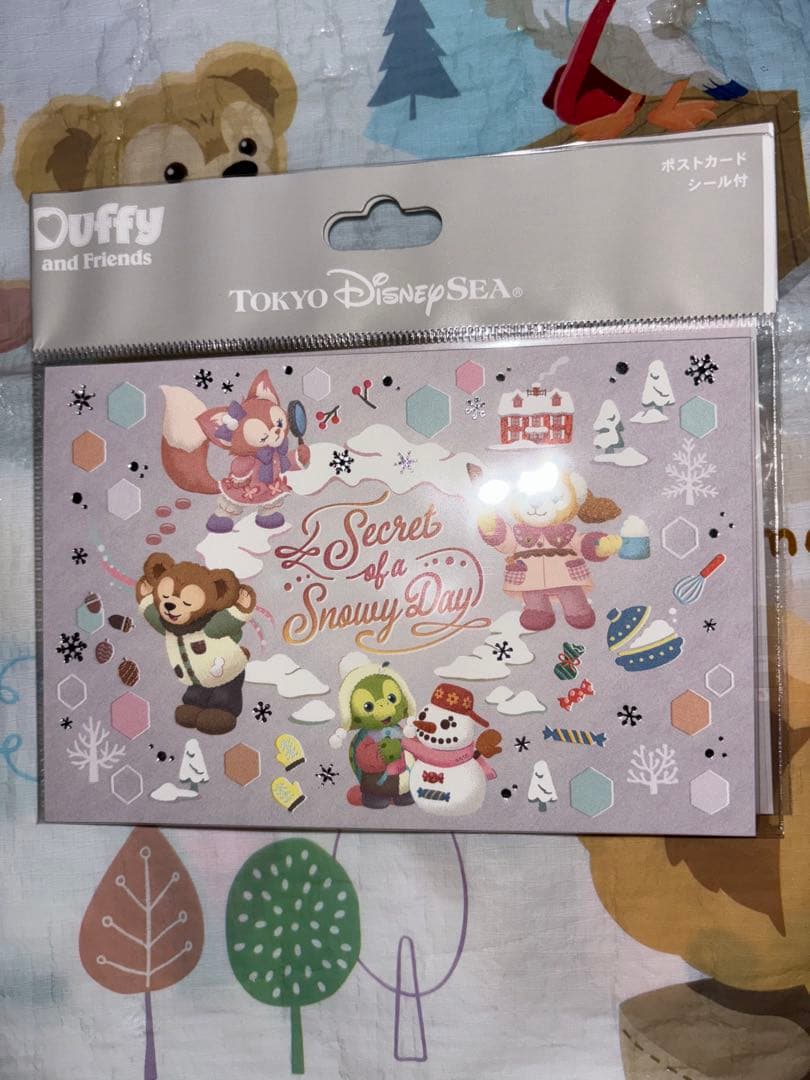 ポストカード
シール付
Duffy
and Friends
TOKYO DISNEYSEA®
Secret
of a
Snowy Day